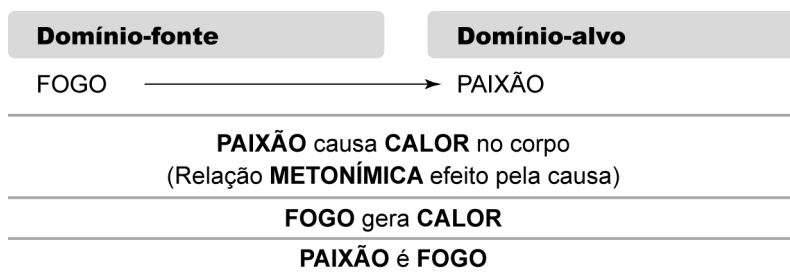 Domínio-fonte Domínio-alvo
FOGO PAIXÃO
PAIXÃO causa CALOR no corpo
(Relação METONÍMICA efeito pela causa)
FOGO gera CALOR
PAIXÃO é FOGO